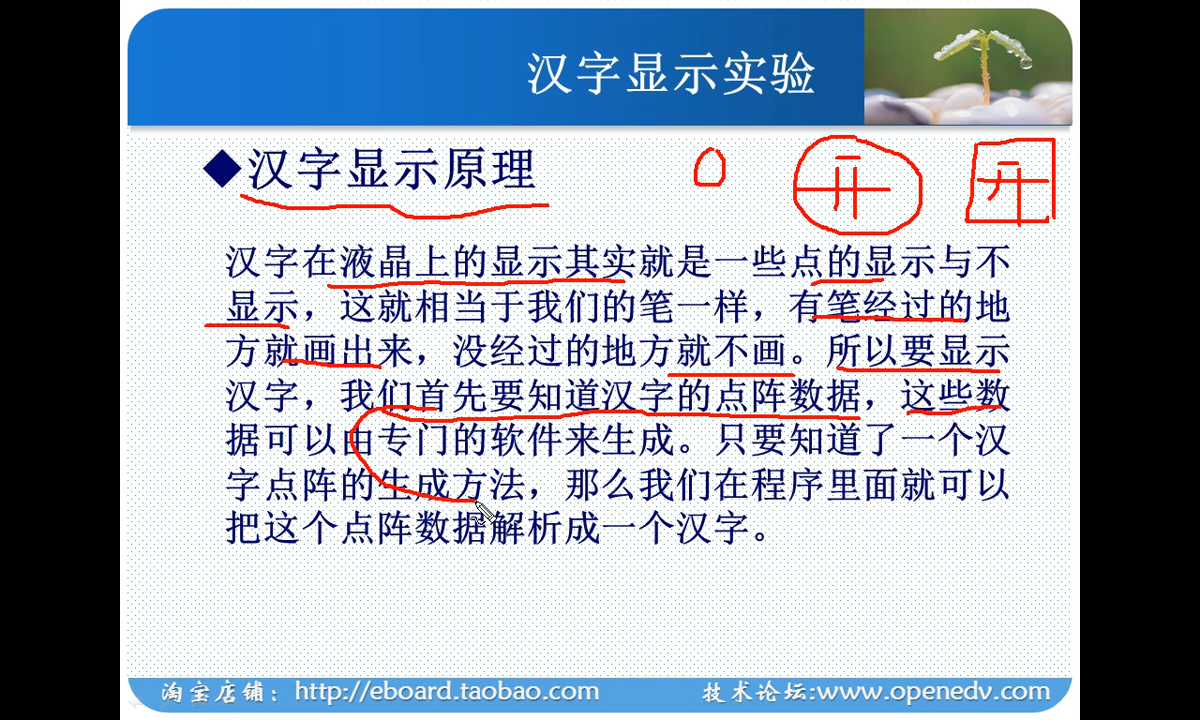 汉字显示实验
◆汉字显示原理
开 开
汉字在液晶上的显示其实就是一些点的显示与不
显示，这就相当于我们的笔一样，有笔经过的地
方就画出来，没经过的地方就不画。所以要显示
汉字，我们首先要知道汉字的点阵数据，这些数
据可以由专门的软件来生成。只要知道了一个汉
字点阵的生成方法，那么我们在程序里面就可以
把这个点阵数据解析成一个汉字。
淘宝店铺：http://eboard.taobao.com
技术论坛:www.openedv.com